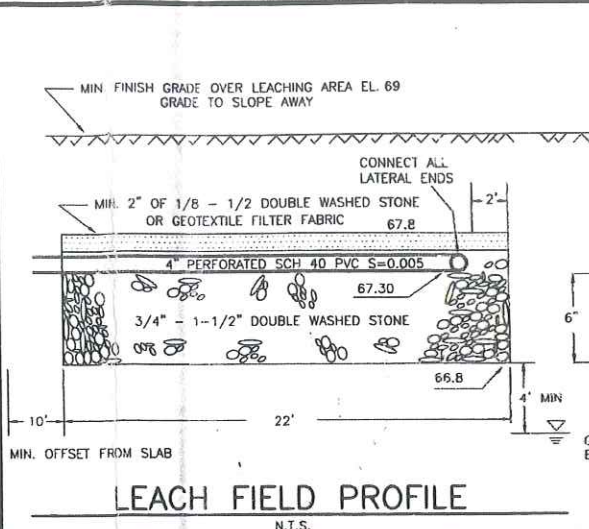 MIN FINISH GRADE OVER LEACHING AREA EL. 69
GRADE TO SLOPE AWAY
CONNECT ALL
LATERAL ENDS
2'
MIN. 2" OF 1/8 - 1/2 DOUBLE WASHED STONE
OR GEOTEXTILE FILTER FABRIC
67.8
4" PERFORATED SCH 40 PVC S=0.005
67.30
3/4" - 1-1/2" DOUBLE WASHED STONE
6"
66.8
4' MIN
10'
22'
MIN. OFFSET FROM SLAB
LEACH FIELD PROFILE
N.T.S.